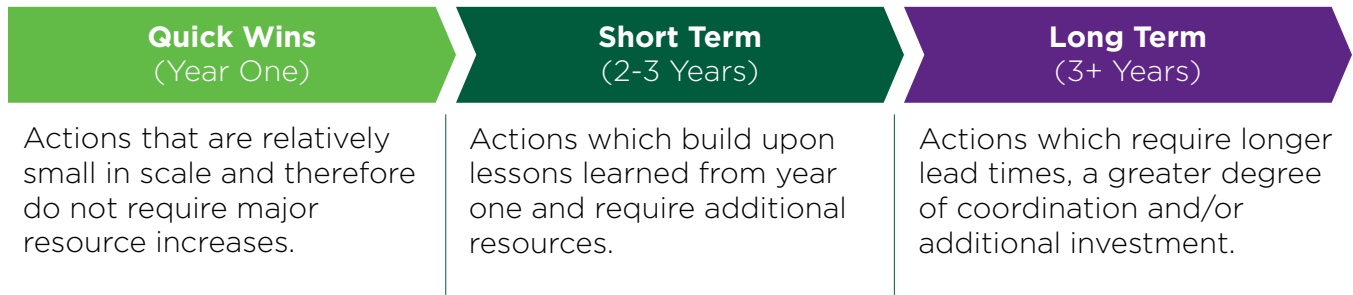 Quick Wins
(Year One)
Actions that are relatively
small in scale and therefore
do not require major
resource increases.
Short Term
(2-3 Years)
Actions which build upon
lessons learned from year
one and require additional
resources.
Long Term
(3+ Years)
Actions which require longer
lead times, a greater degree
of coordination and/or
additional investment.